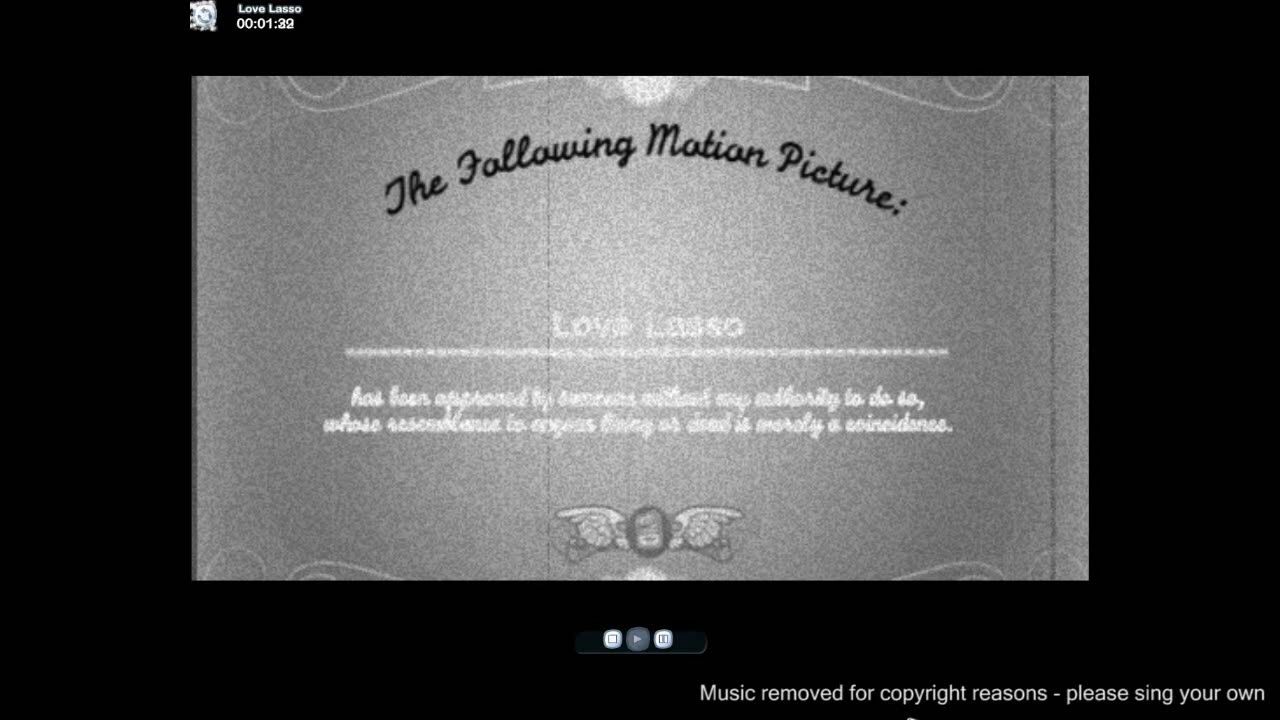 Love Lasso
00:01:
The Following Motion Picture:
Love Lasso
has been approved by someone without any authority to do so,
whose resemblance to anyone living or dead is merely a coincidence.
Music removed for copyright reasons - please sing your own